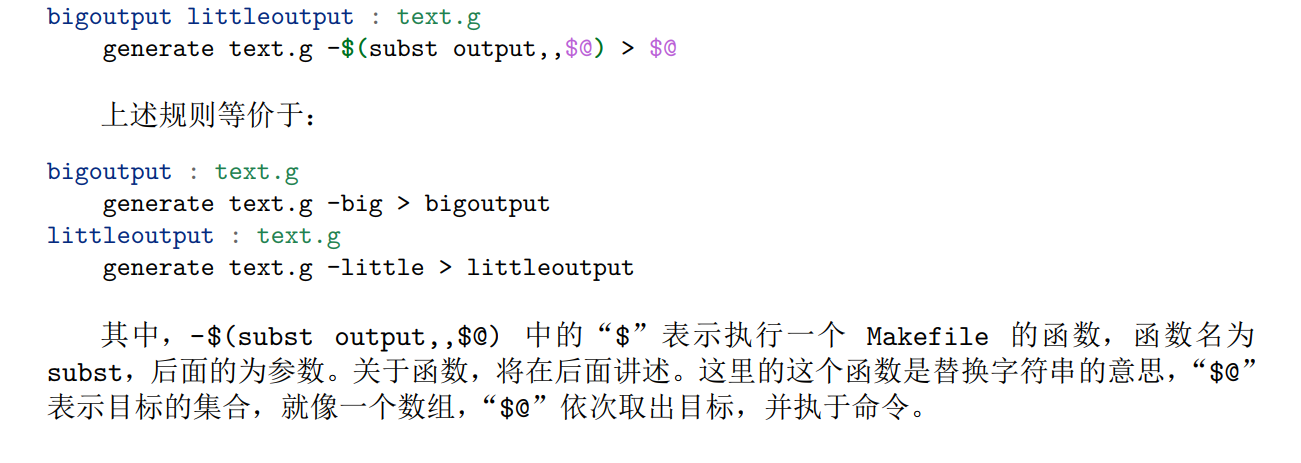 bigoutput littleoutput : text.g
    generate text.g -$(subst output,,$@) > $@
上述规则等价于：
bigoutput : text.g
    generate text.g -big > bigoutput
littleoutput : text.g
    generate text.g -little > littleoutput
其中，-$(subst output,,$@) 中的“$”表示执行一个 Makefile 的函数，函数名为
subst，后面的为参数。关于函数，将在后面讲述。这里的这个函数是替换字符串的意思，“$@”
表示目标的集合，就像一个数组，“$@”依次取出目标，并执于命令。